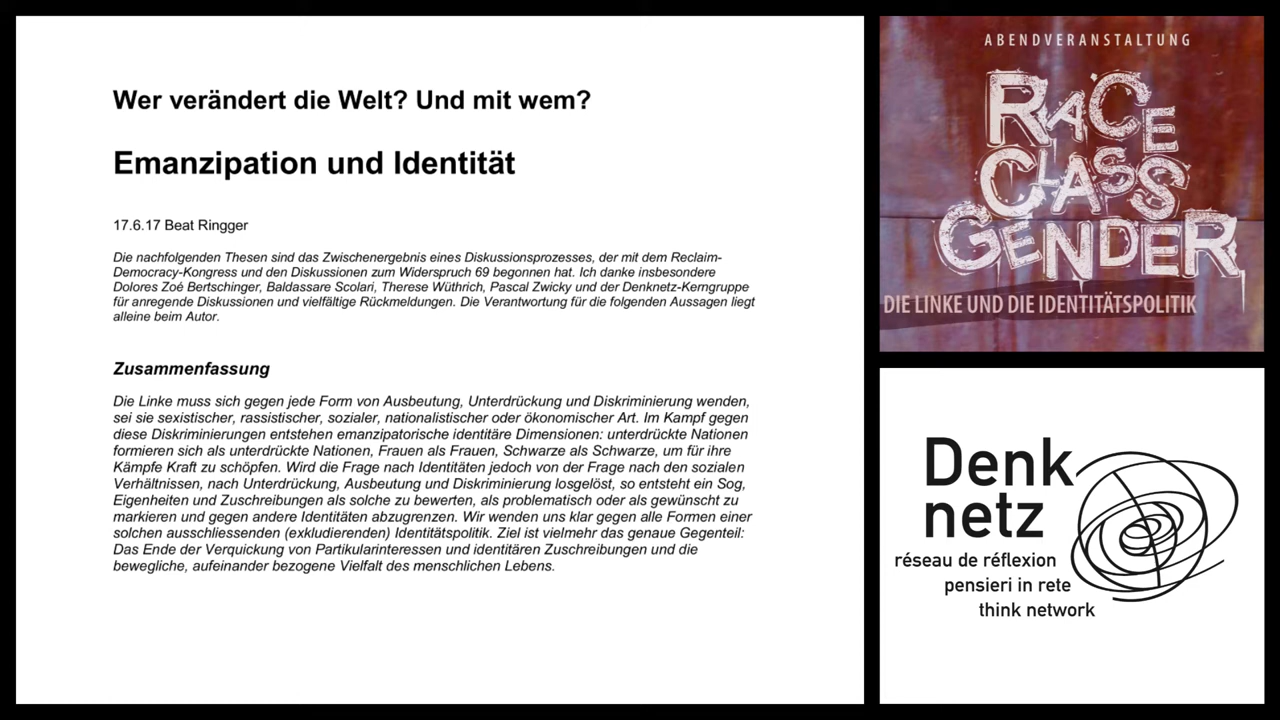 Wer verändert die Welt? Und mit wem?
Emanzipation und Identität
17.6.17 Beat Ringger
Die nachfolgenden Thesen sind das Zwischenergebnis eines Diskussionsprozesses, der mit dem Reclaim-
Democracy-Kongress und den Diskussionen zum Widerspruch 69 begonnen hat. Ich danke insbesondere
Dolores Zoé Bertschinger, Baldassare Scolari, Therese Wüthrich, Pascal Zwicky und der Denknetz-Kerngruppe
für anregende Diskussionen und vielfältige Rückmeldungen. Die Verantwortung für die folgenden Aussagen liegt
alleine beim Autor.
Zusammenfassung
Die Linke muss sich gegen jede Form von Ausbeutung, Unterdrückung und Diskriminierung wenden,
sei sie sexistischer, rassistischer, sozialer, nationalistischer oder ökonomischer Art. Im Kampf gegen
diese Diskriminierungen entstehen emanzipatorische identitäre Dimensionen: unterdrückte Nationen
formieren sich als unterdrückte Nationen, Frauen als Frauen, Schwarze als Schwarze, um für ihre
Kämpfe Kraft zu schöpfen. Wird die Frage nach Identitäten jedoch von der Frage nach den sozialen
Verhältnissen, nach Unterdrückung, Ausbeutung und Diskriminierung losgelöst, so entsteht ein Sog,
Eigenheiten und Zuschreibungen als solche zu bewerten, als problematisch oder als gewünscht zu
markieren und gegen andere Identitäten abzugrenzen. Wir wenden uns klar gegen alle Formen einer
solchen ausschliessenden (exkludierenden) Identitätspolitik. Ziel ist vielmehr das genaue Gegenteil:
Das Ende der Verquickung von Partikularinteressen und identitären Zuschreibungen und die
bewegliche, aufeinander bezogene Vielfalt des menschlichen Lebens.
ABENDVERANSTALTUNG
RACE
CLASS
GENDER
DIE LINKE UND DIE IDENTITÄTSPOLITIK
Denk
netz
réseau de réflexion
pensieri in rete
think network